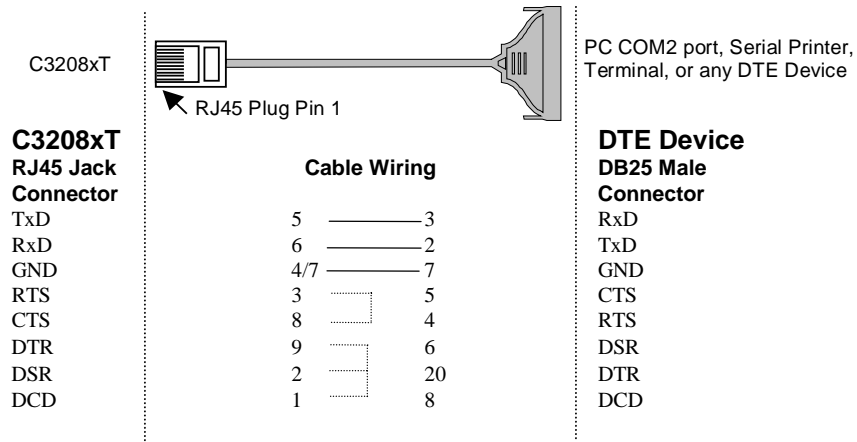 C3208xT
PC COM2 port, Serial Printer,
Terminal, or any DTE Device
RJ45 Plug Pin 1
C3208xT
RJ45 Jack
Connector
Cable Wiring
DTE Device
DB25 Male
Connector
TxD 5 3 RxD
RxD 6 2 TxD
GND 4/7 7 GND
RTS 3 5 CTS
CTS 8 4 RTS
DTR 9 6 DSR
DSR 2 20 DTR
DCD 1 8 DCD